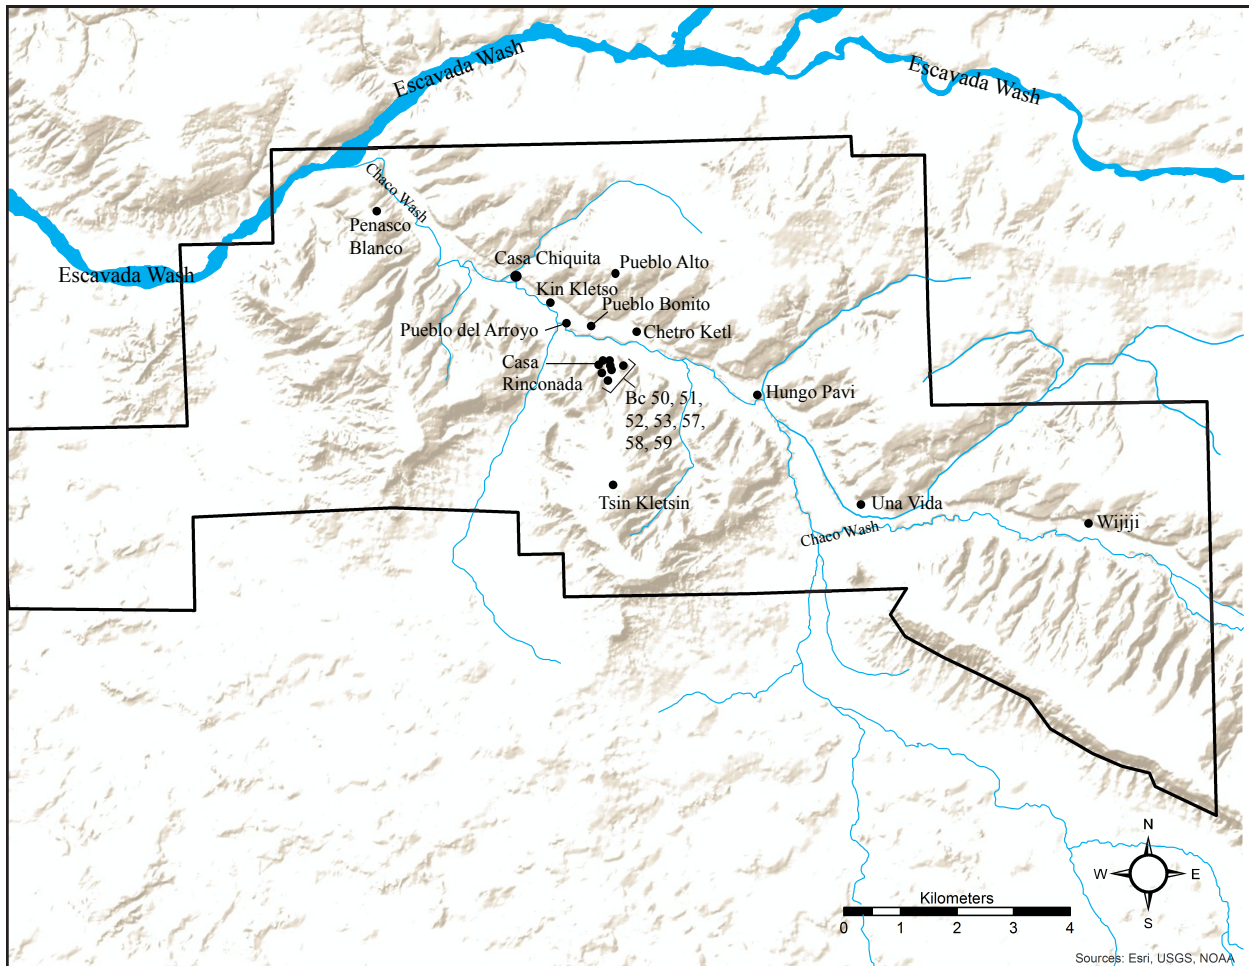 Escavada Wash
Escavada Wash
Chaco Wash
Penasco
Blanco
Escavada Wash
Casa Chiquita
Pueblo Alto
Kin Kletso
Pueblo Bonito
Pueblo del Arroyo
Chetro Ketl
Casa
Rinconada
Bc 50, 51,
52, 53, 57,
58, 59
Hungo Pavi
Tsin Kletsin
Una Vida
Chaco Wash
Wijiji
N
W E
S
Kilometers
0 1 2 3 4
Sources: Esri, USGS, NOAA